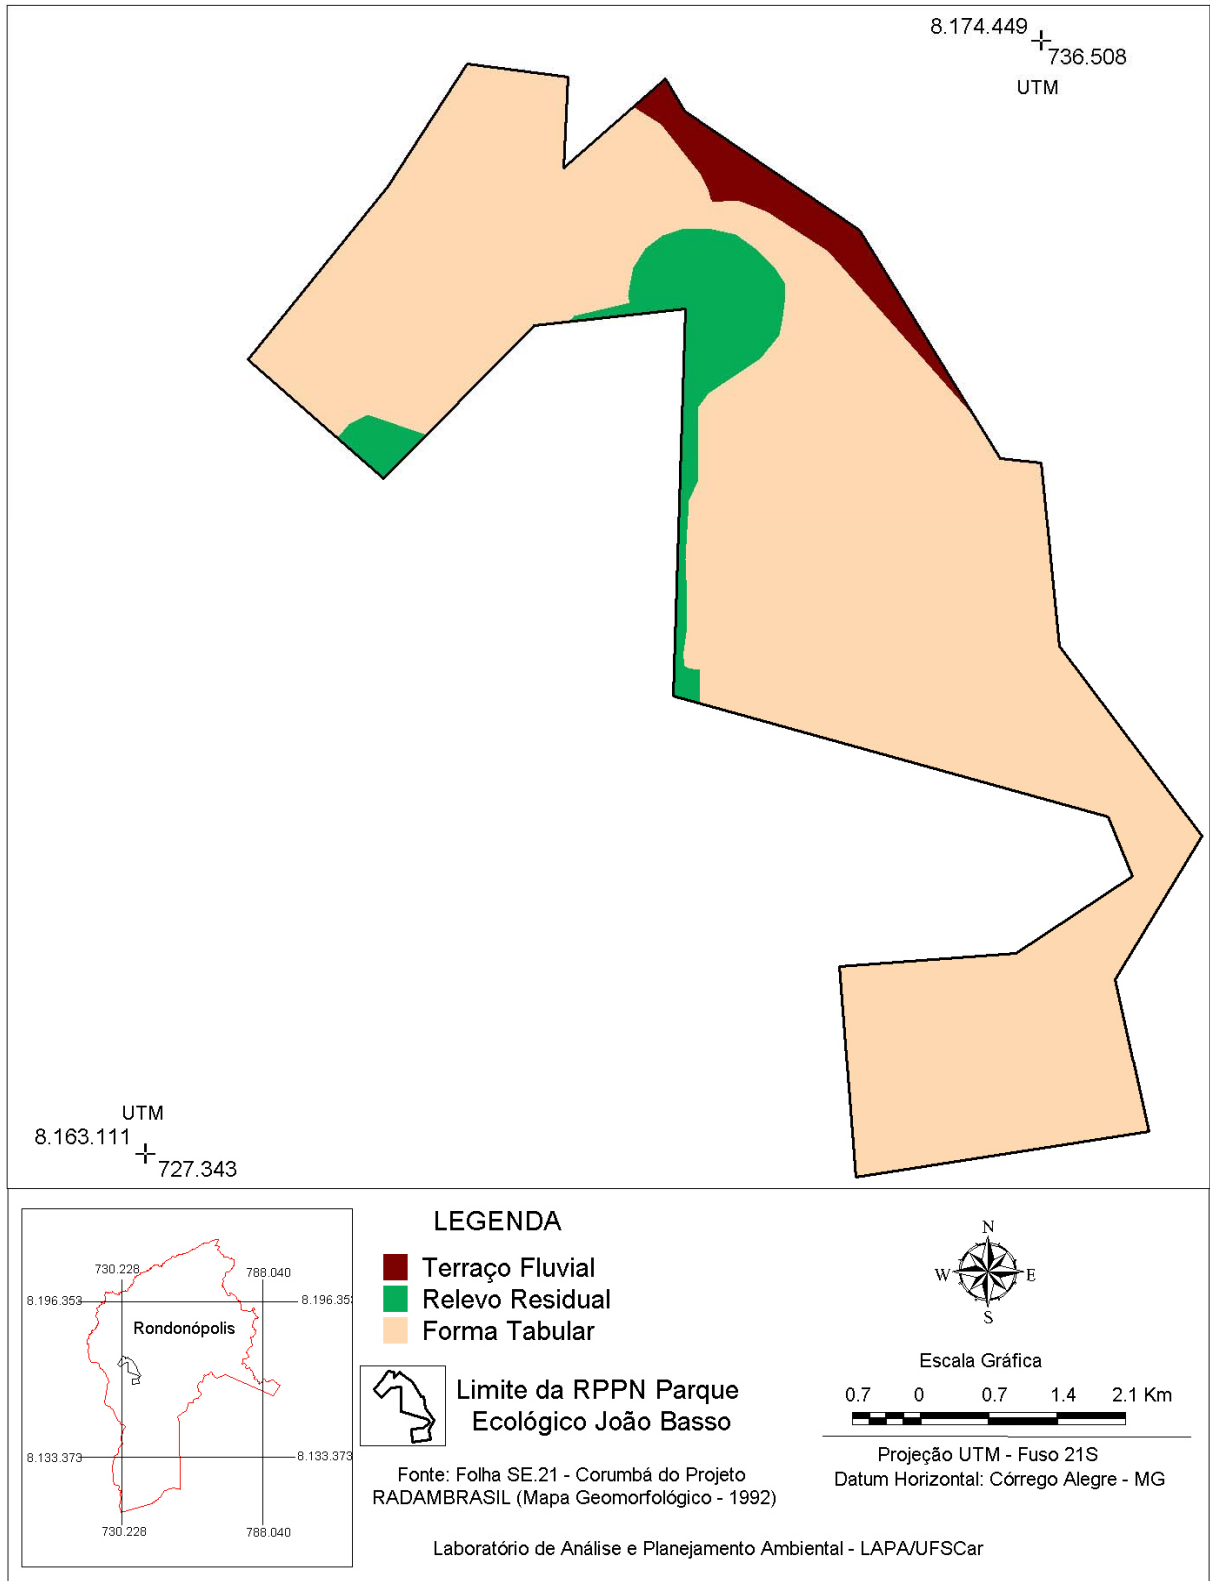 8.174.449
736.508
UTM
UTM
8.163.111
727.343
730.228
788.040
8.196.353
8.196.353
Rondonópolis
8.133.373
8.133.373
730.228
788.040
LEGENDA
Terraço Fluvial
Relevo Residual
Forma Tabular
Limite da RPPN Parque
Ecológico João Basso
Fonte: Folha SE.21 - Corumbá do Projeto
RADAMBRASIL (Mapa Geomorfológico - 1992)
N
W
E
S
Escala Gráfica
0.7 0 0.7 1.4 2.1 Km
Projeção UTM - Fuso 21S
Datum Horizontal: Córrego Alegre - MG
Laboratório de Análise e Planejamento Ambiental - LAPA/UFSCar